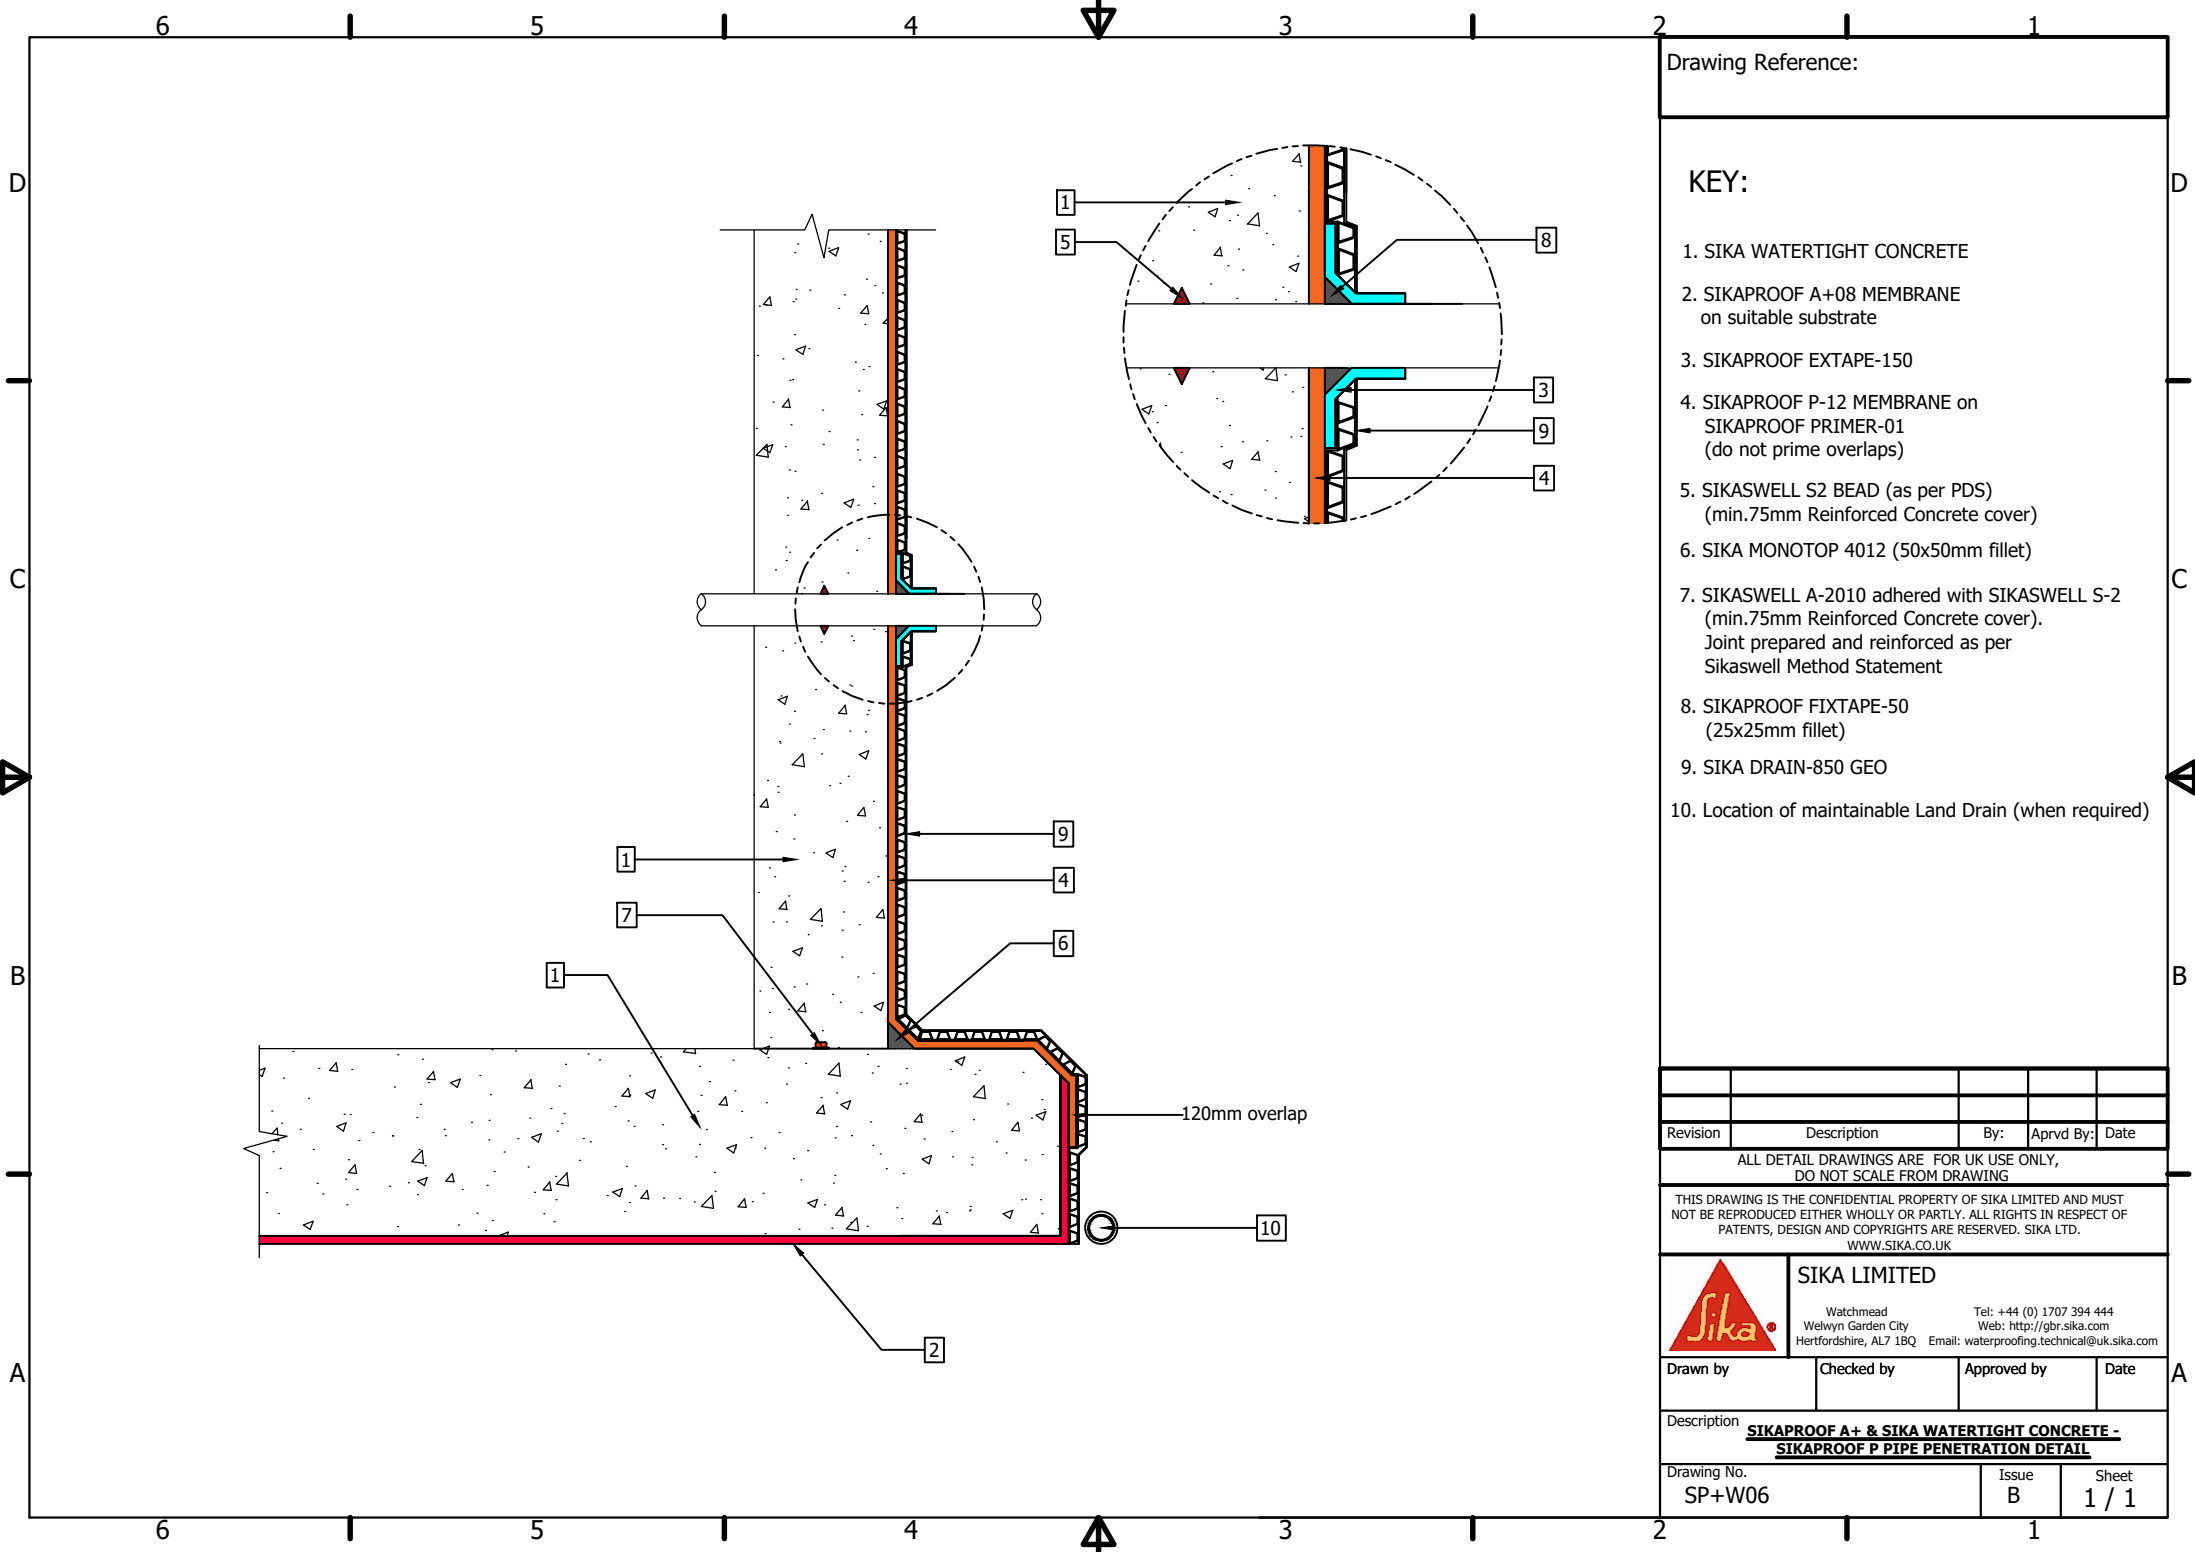 6 5 4 3 2 1
Drawing Reference:
D
D
KEY:
1. SIKA WATERTIGHT CONCRETE
2. SIKAPROOF A+08 MEMBRANE
on suitable substrate
3. SIKAPROOF EXTAPE-150
4. SIKAPROOF P-12 MEMBRANE on
SIKAPROOF PRIMER-01
(do not prime overlaps)
5. SIKASWELL S2 BEAD (as per PDS)
(min.75mm Reinforced Concrete cover)
6. SIKA MONOTOP 4012 (50x50mm fillet)
7. SIKASWELL A-2010 adhered with SIKASWELL S-2
(min.75mm Reinforced Concrete cover).
Joint prepared and reinforced as per
Sikaswell Method Statement
8. SIKAPROOF FIXTAPE-50
(25x25mm fillet)
9. SIKA DRAIN-850 GEO
10. Location of maintainable Land Drain (when required)
1
5
8
3
9
4
C
C
9
1
4
7
6
1
B
B
120mm overlap
10
2
A
A
Revision Description By: Aprvd By: Date
ALL DETAIL DRAWINGS ARE FOR UK USE ONLY,
DO NOT SCALE FROM DRAWING
THIS DRAWING IS THE CONFIDENTIAL PROPERTY OF SIKA LIMITED AND MUST
NOT BE REPRODUCED EITHER WHOLLY OR PARTLY. ALL RIGHTS IN RESPECT OF
PATENTS, DESIGN AND COPYRIGHTS ARE RESERVED. SIKA LTD.
WWW.SIKA.CO.UK
Sika®
SIKA LIMITED
Watchmead
Welwyn Garden City
Hertfordshire, AL7 1BQ
Tel: +44 (0) 1707 394 444
Web: http://gbr.sika.com
Email: waterproofing.technical@uk.sika.com
Drawn by Checked by Approved by Date
Description
SIKAPROOF A+ & SIKA WATERTIGHT CONCRETE -
SIKAPROOF P PIPE PENETRATION DETAIL
Drawing No.
SP+W06
Issue
B
Sheet
1 / 1
6 5 4 3 2 1